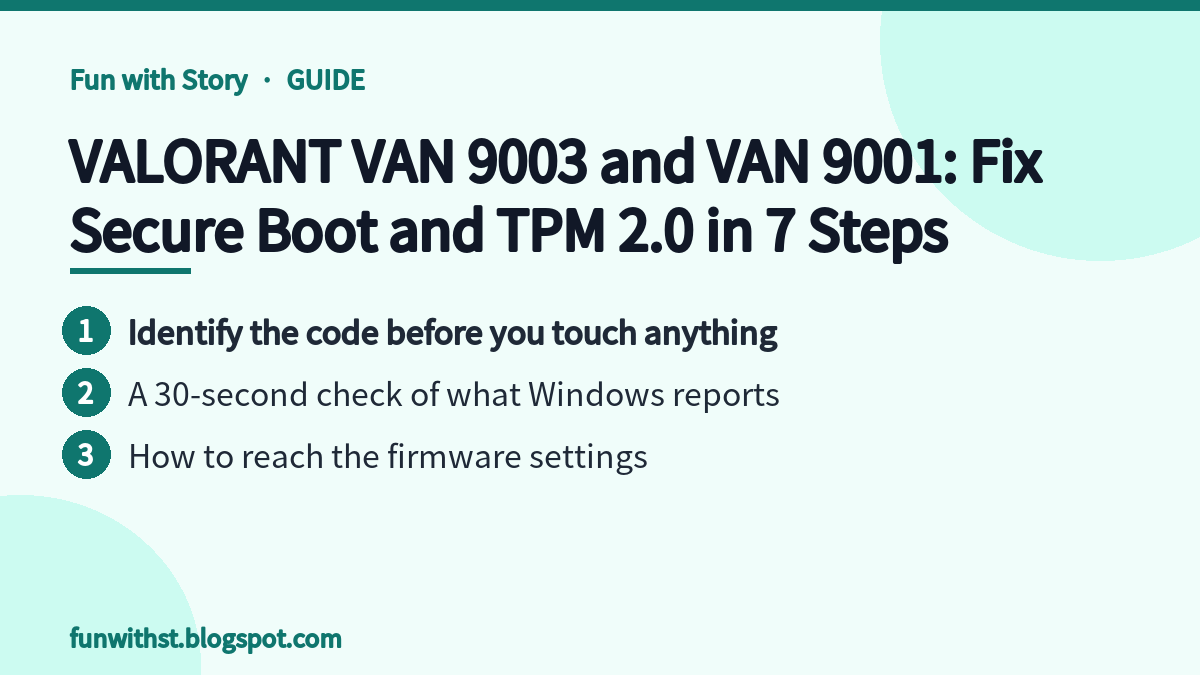 Fun with Story · GUIDE
VALORANT VAN 9003 and VAN 9001: Fix
Secure Boot and TPM 2.0 in 7 Steps
1 Identify the code before you touch anything
2 A 30-second check of what Windows reports
3 How to reach the firmware settings
funwithst.blogspot.com